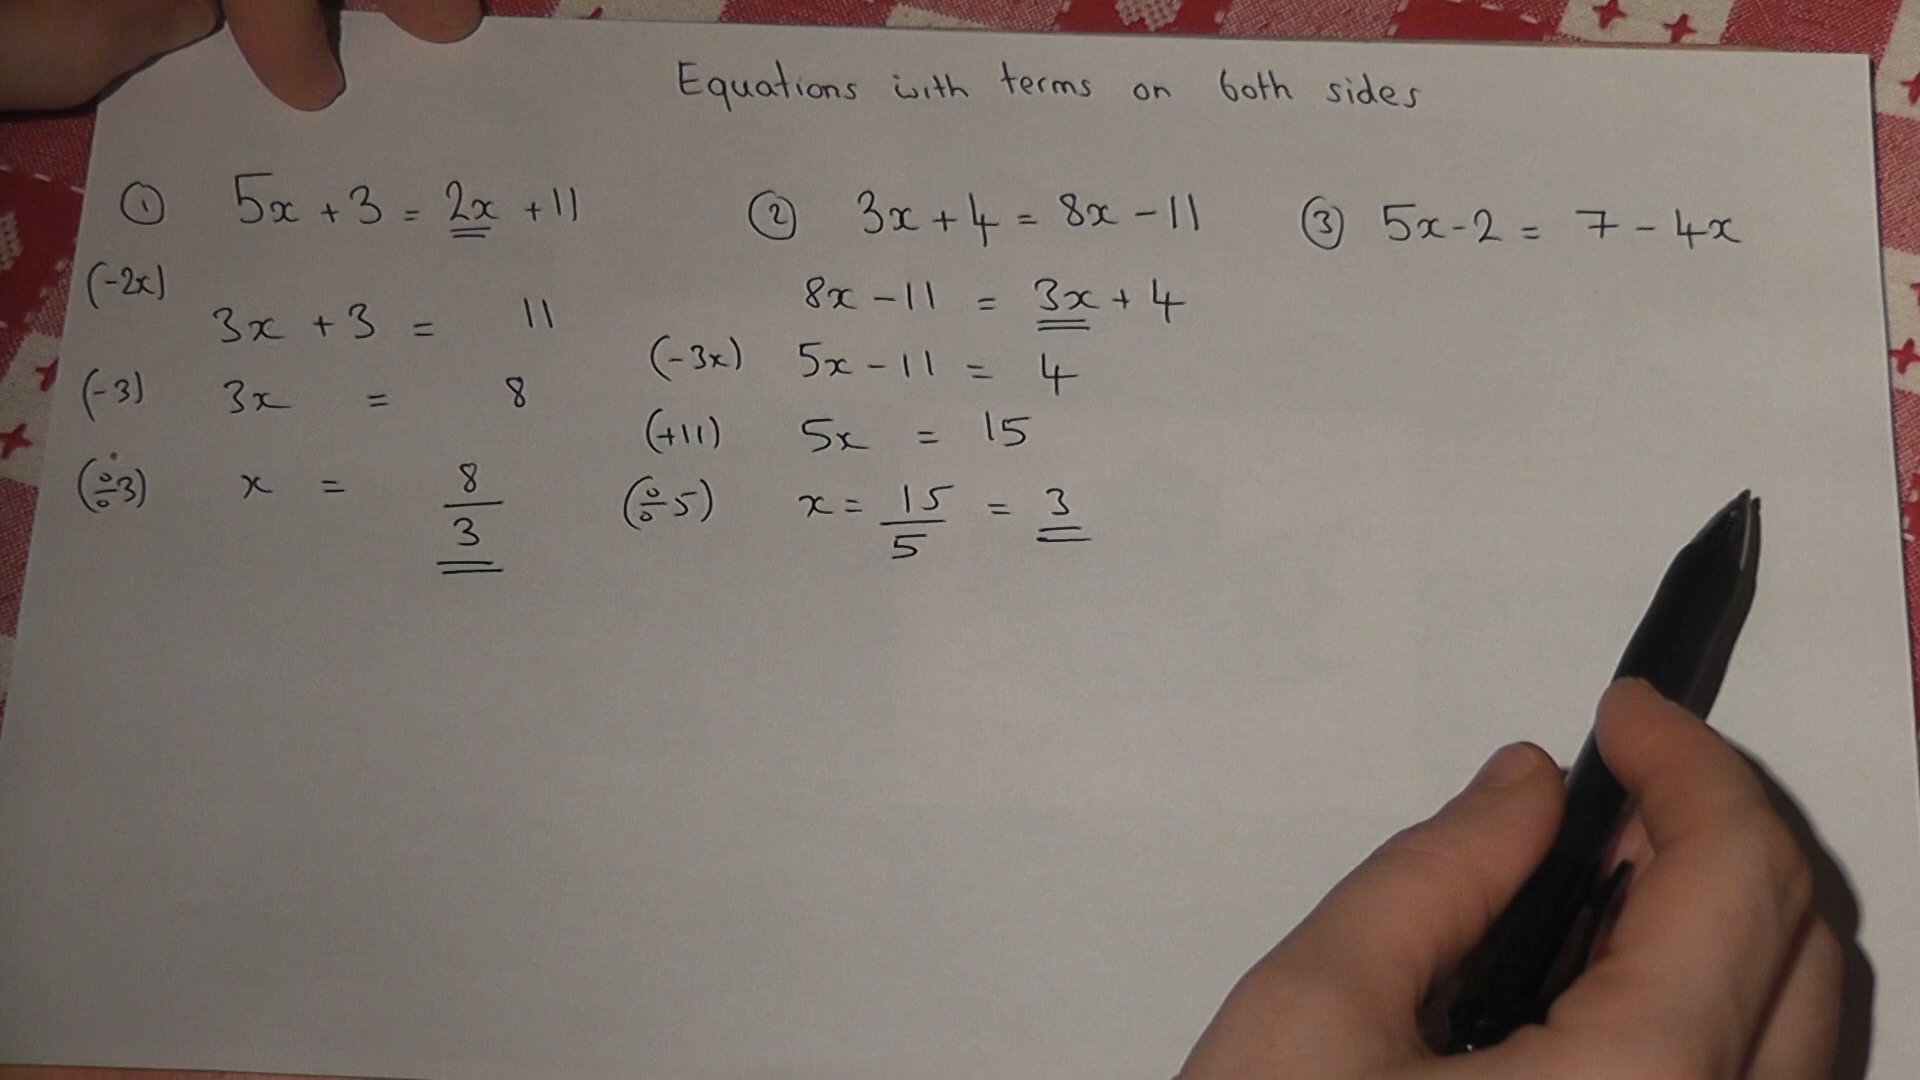 Equations with terms on both sides
① 5x + 3 = 2x + 11
(-2x)
3x + 3 = 11
(-3) 3x = 8
(÷3) x = 8/3
② 3x + 4 = 8x - 11
8x - 11 = 3x + 4
(-3x) 5x - 11 = 4
(+11) 5x = 15
(÷5) x = 15/5 = 3
③ 5x - 2 = 7 - 4x